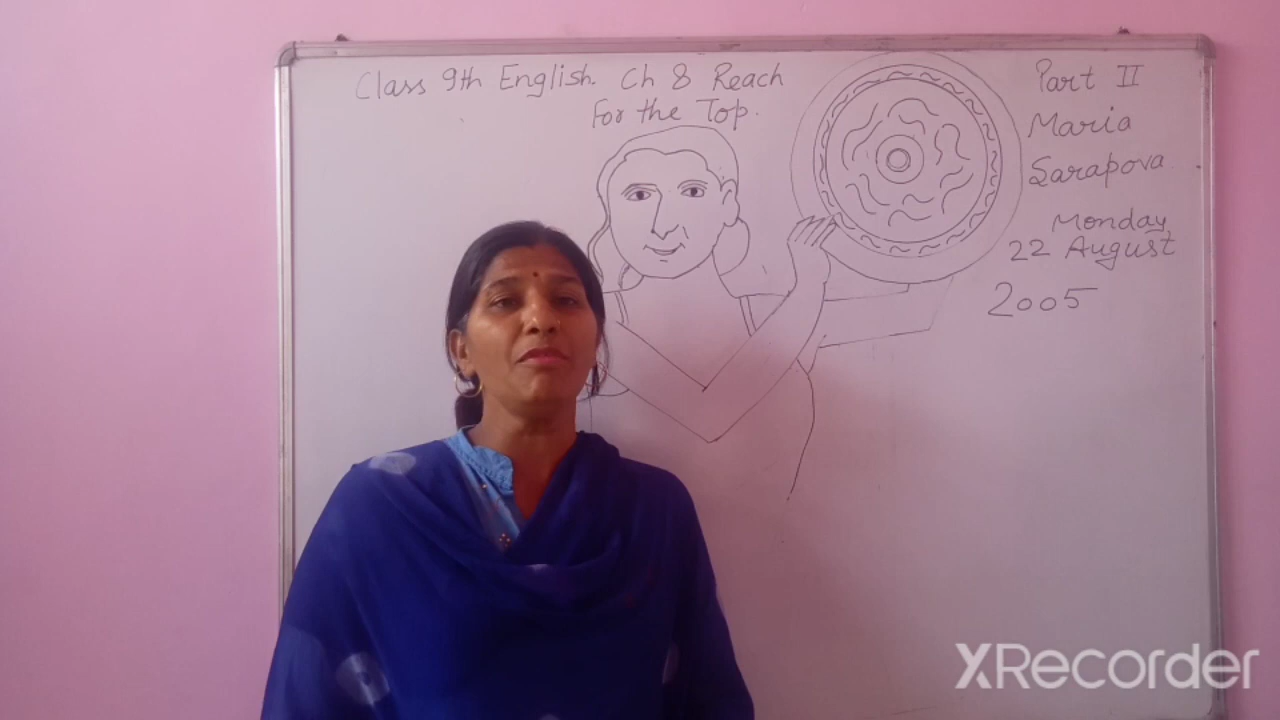 Class 9th English. Ch 8 Reach
For the Top.
Part II
Maria
Sarapova
Monday
22 August
2005
XRecorder